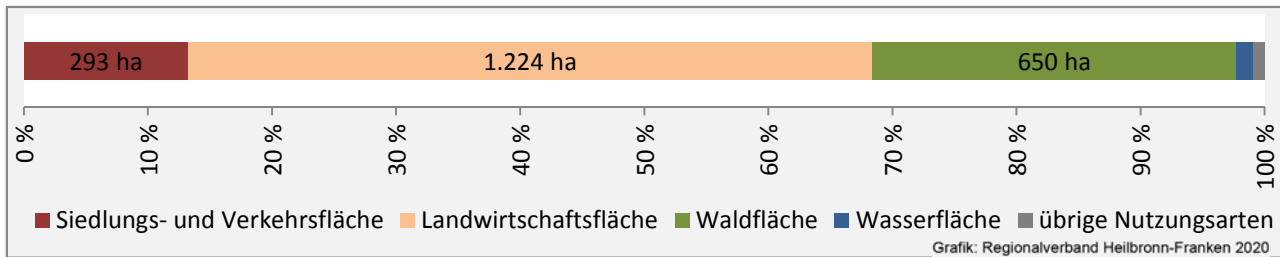 293 ha 1.224 ha 650 ha
0 % 10 % 20 % 30 % 40 % 50 % 60 % 70 % 80 % 90 % 100 %
Siedlungs- und Verkehrsfläche Landwirtschaftsfläche Waldfläche Wasserfläche übrige Nutzungsarten
Grafik: Regionalverband Heilbronn-Franken 2020